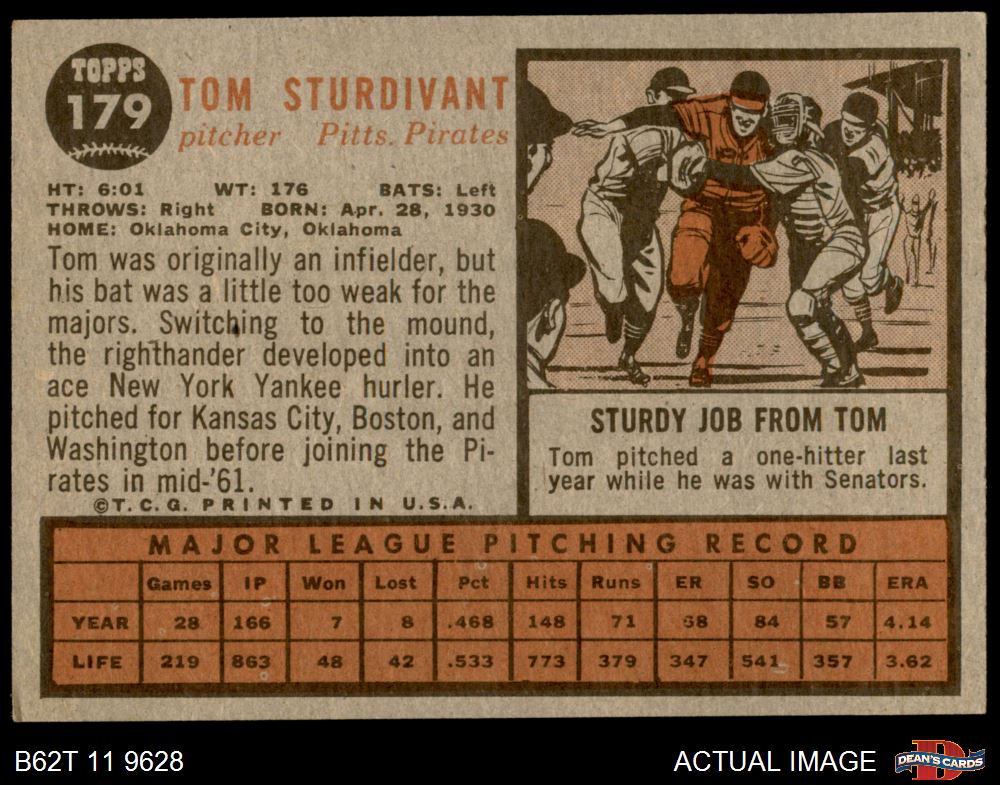 TOPPS
179
TOM STURDIVANT
pitcher Pitts. Pirates
HT: 6:01 WT: 176 BATS: Left
THROWS: Right BORN: Apr. 28, 1930
HOME: Oklahoma City, Oklahoma
Tom was originally an infielder, but
his bat was a little too weak for the
majors. Switching to the mound,
the righthander developed into an
ace New York Yankee hurler. He
pitched for Kansas City, Boston, and
Washington before joining the Pi-
rates in mid-'61.
©T.C.G. PRINTED IN U.S.A.
STURDY JOB FROM TOM
Tom pitched a one-hitter last
year while he was with Senators.
MAJOR LEAGUE PITCHING RECORD
Games IP Won Lost Pct Hits Runs ER SO BB ERA
YEAR 28 166 7 8 .468 148 71 68 84 57 4.14
LIFE 219 863 48 42 .533 773 379 347 541 357 3.62
B62T 11 9628 ACTUAL IMAGE
DEAN'S CARDS